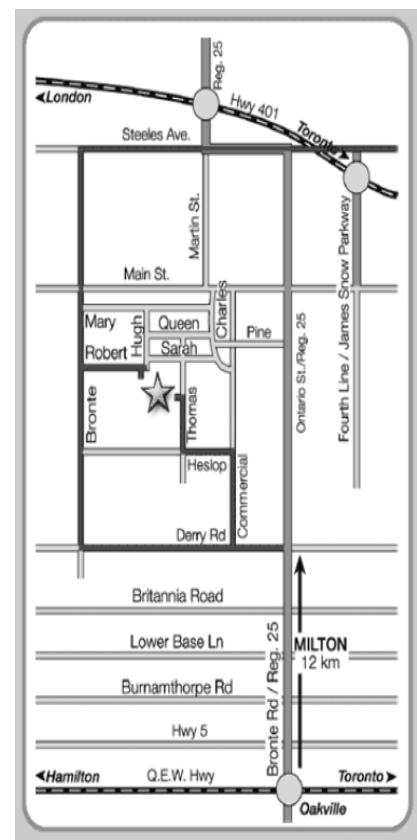 Reg. 25
London
Hwy 401
Toronto
Steeles Ave.
Martin St.
Fourth Line / James Snow Parkway
Main St.
Charles
Mary
Hugh
Queen
Pine
Robert
Sarah
Ontario St./Reg. 25
Bronte
Thomas
Heslop
Commercial
Derry Rd
Britannia Road
Lower Base Ln
MILTON
12 km
Burnamthorpe Rd
Bronte Rd / Reg. 25
Hwy 5
Hamilton
Q.E.W. Hwy
Toronto
Oakville